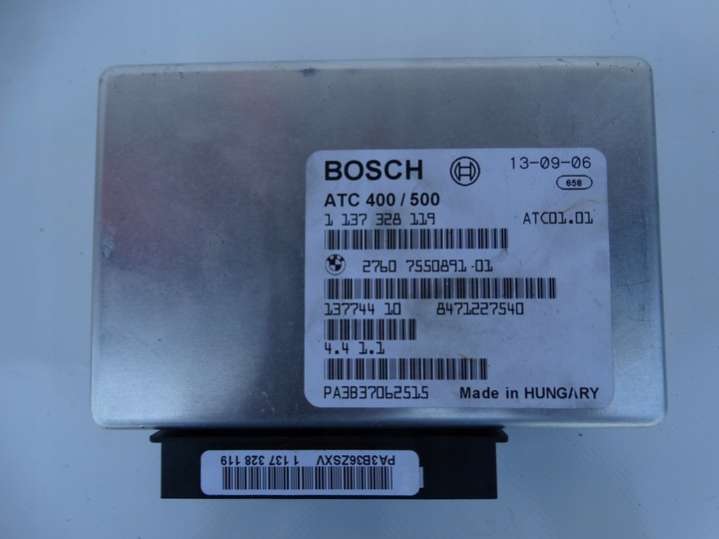 BOSCH 13-09-06
658
ATC 400 / 500
1 137 328 119 ATC01.01
2760 7550891-01
137744 10 8471227540
4.4 1.1
PA3B37062515
Made in HUNGARY
PA3B36ZSXV 1 137 328 119